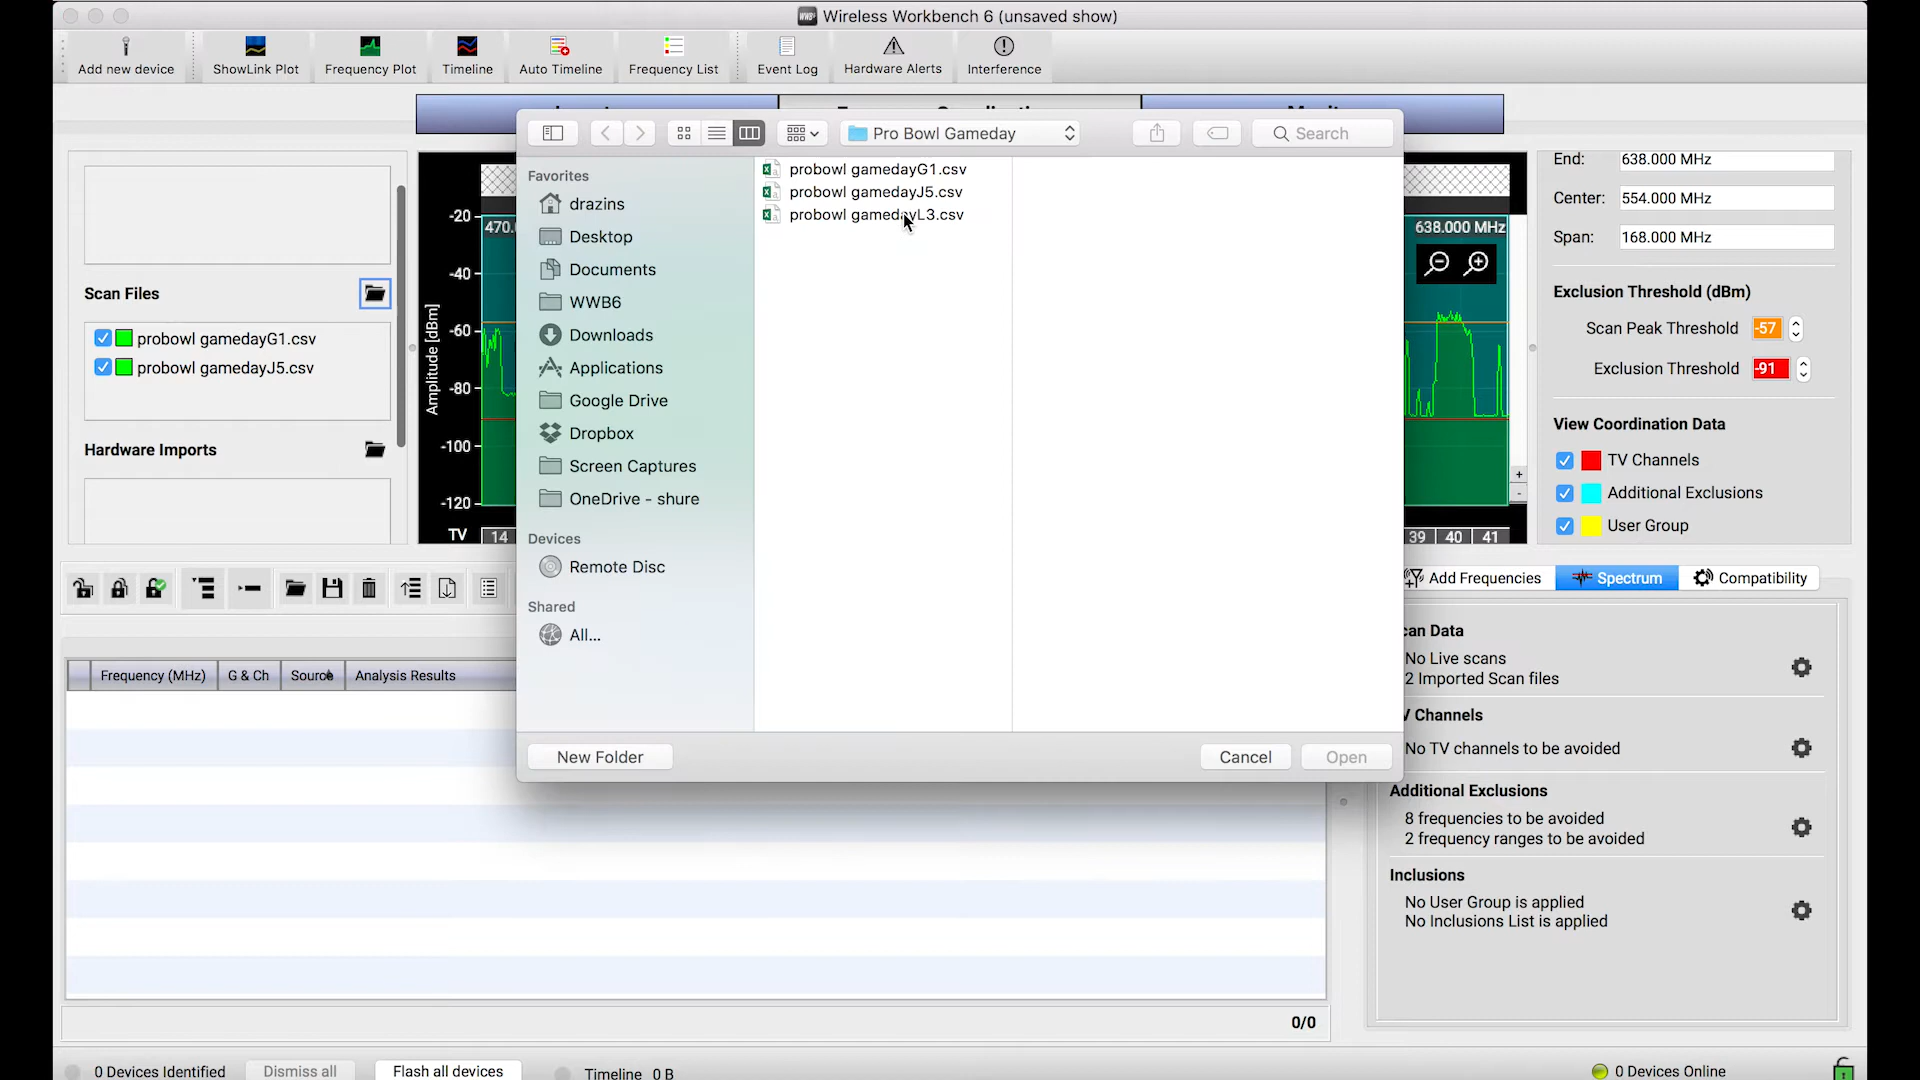 Wireless Workbench 6 (unsaved show)
Add new device
ShowLink Plot
Frequency Plot
Timeline
Auto Timeline
Frequency List
Event Log
Hardware Alerts
Interference
Pro Bowl Gameday
Search
Favorites
drazins
Desktop
Documents
WWB6
Downloads
Applications
Google Drive
Dropbox
Screen Captures
OneDrive - shure
Devices
Remote Disc
Shared
All...
probowl gamedayG1.csv
probowl gamedayJ5.csv
probowl gamedayL3.csv
New Folder
Cancel
Open
Scan Files
probowl gamedayG1.csv
probowl gamedayJ5.csv
Hardware Imports
Amplitude [dBm]
-20
-40
-60
-80
-100
-120
TV
14
470.
638.000 MHz
39
40
41
+
-
End:
638.000 MHz
Center:
554.000 MHz
Span:
168.000 MHz
Exclusion Threshold (dBm)
Scan Peak Threshold
-57
Exclusion Threshold
-91
View Coordination Data
TV Channels
Additional Exclusions
User Group
Add Frequencies
Spectrum
Compatibility
can Data
No Live scans
2 Imported Scan files
V Channels
No TV channels to be avoided
Additional Exclusions
8 frequencies to be avoided
2 frequency ranges to be avoided
Inclusions
No User Group is applied
No Inclusions List is applied
Frequency (MHz)
G & Ch
Source
Analysis Results
0/0
0 Devices Identified
Dismiss all
Flash all devices
Timeline 0 B
0 Devices Online